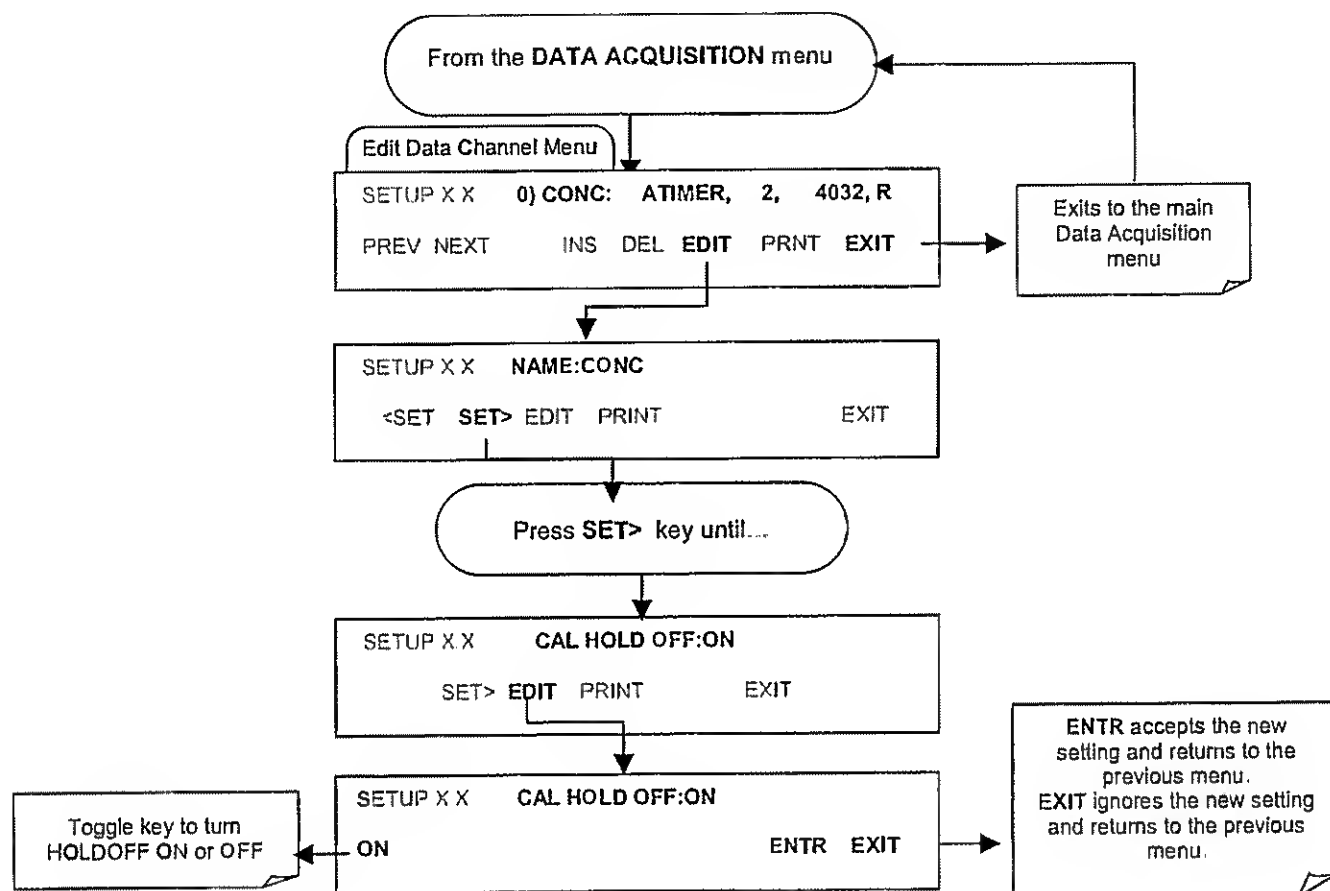 From the DATA ACQUISITION menu
Edit Data Channel Menu
SETUP X X 0) CONC: ATIMER, 2, 4032, R
PREV NEXT INS DEL EDIT PRNT EXIT
Exits to the main
Data Acquisition
menu
SETUP X X NAME:CONC
<SET SET> EDIT PRINT EXIT
Press SET> key until...
SETUP X.X CAL HOLD OFF:ON
SET> EDIT PRINT EXIT
SETUP X X CAL HOLD OFF:ON
ON ENTR EXIT
Toggle key to turn
HOLDOFF ON or OFF
ENTR accepts the new
setting and returns to the
previous menu.
EXIT ignores the new setting
and returns to the previous
menu.